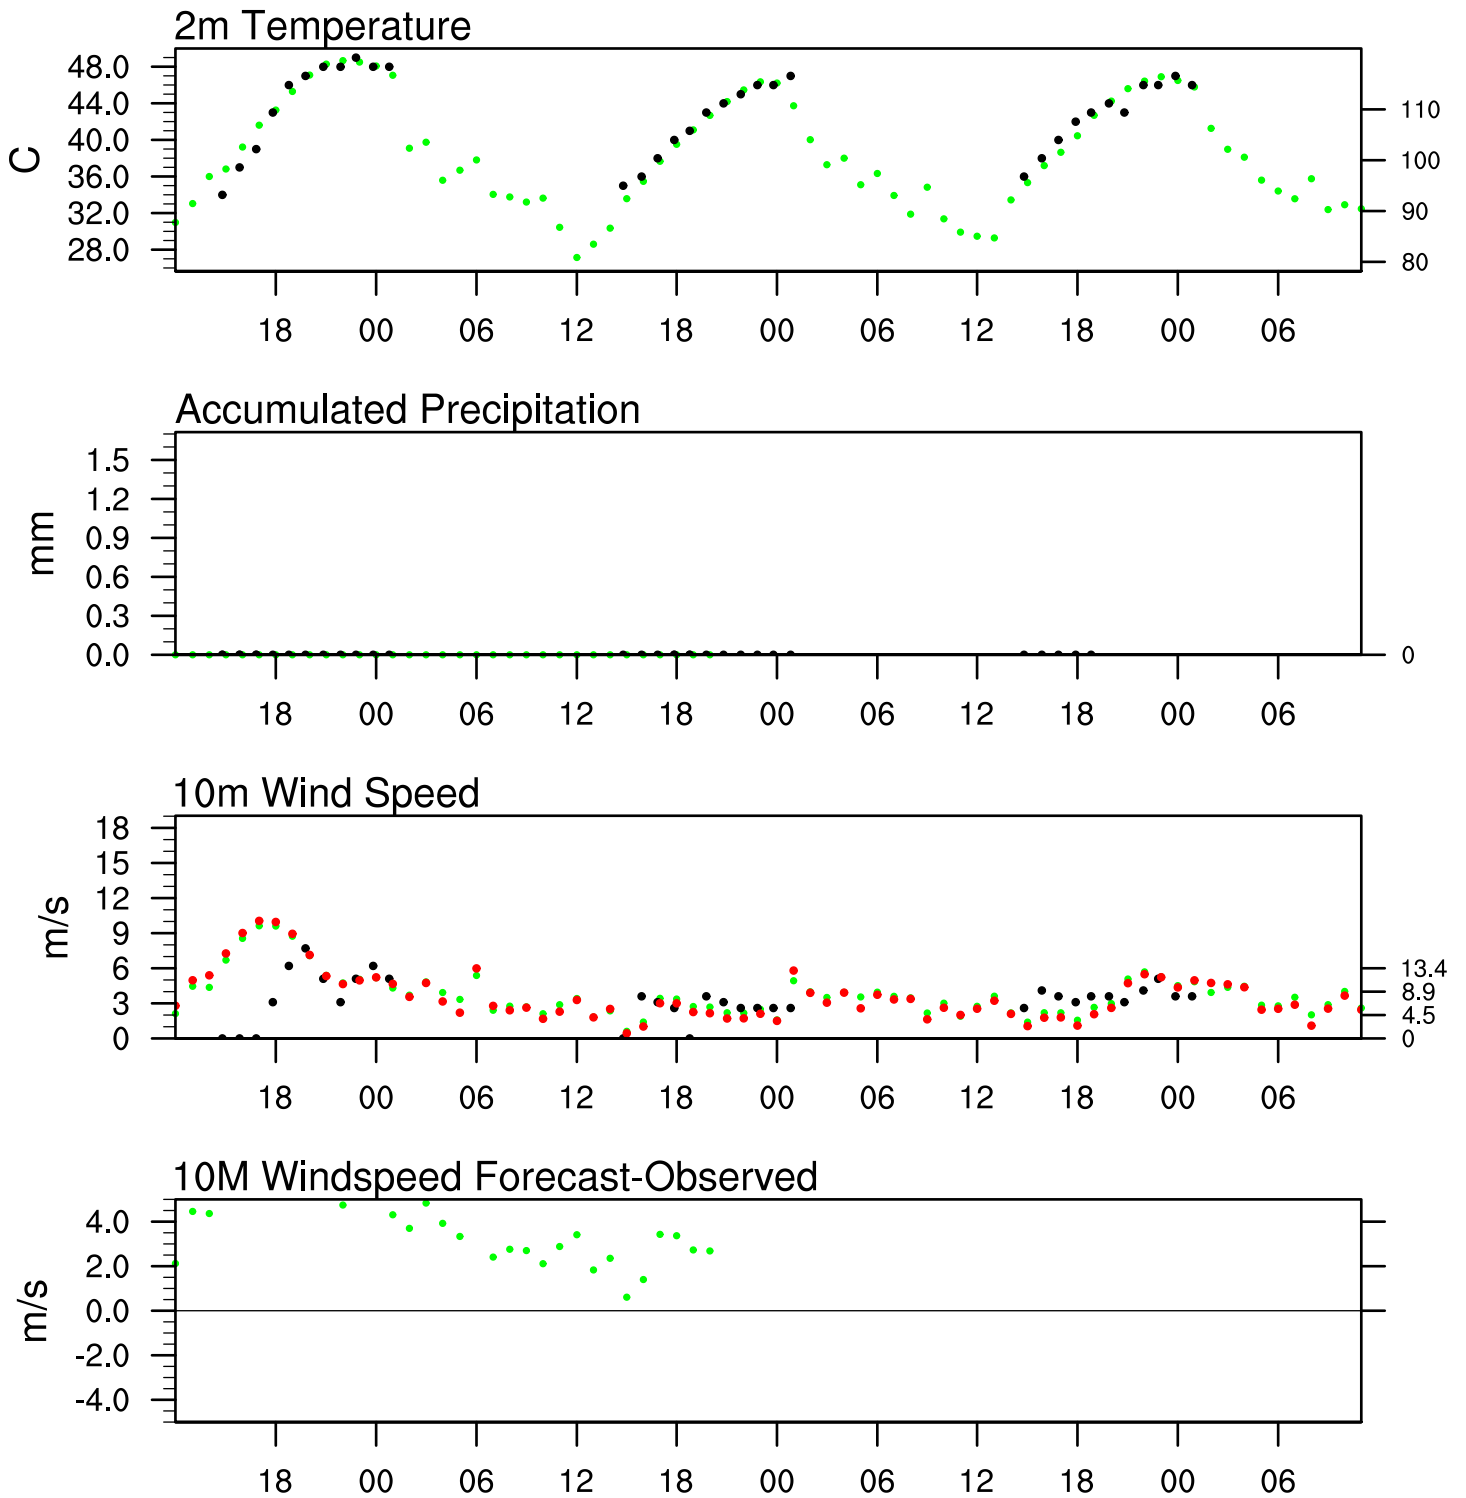 2m Temperature
C
48.0
44.0
40.0
36.0
32.0
28.0
110
100
90
80
18 00 06 12 18 00 06 12 18 00 06
Accumulated Precipitation
mm
1.5
1.2
0.9
0.6
0.3
0.0
0
18 00 06 12 18 00 06 12 18 00 06
10m Wind Speed
m/s
18
15
12
9
6
3
0
13.4
8.9
4.5
0
18 00 06 12 18 00 06 12 18 00 06
10M Windspeed Forecast-Observed
m/s
4.0
2.0
0.0
-2.0
-4.0
18 00 06 12 18 00 06 12 18 00 06